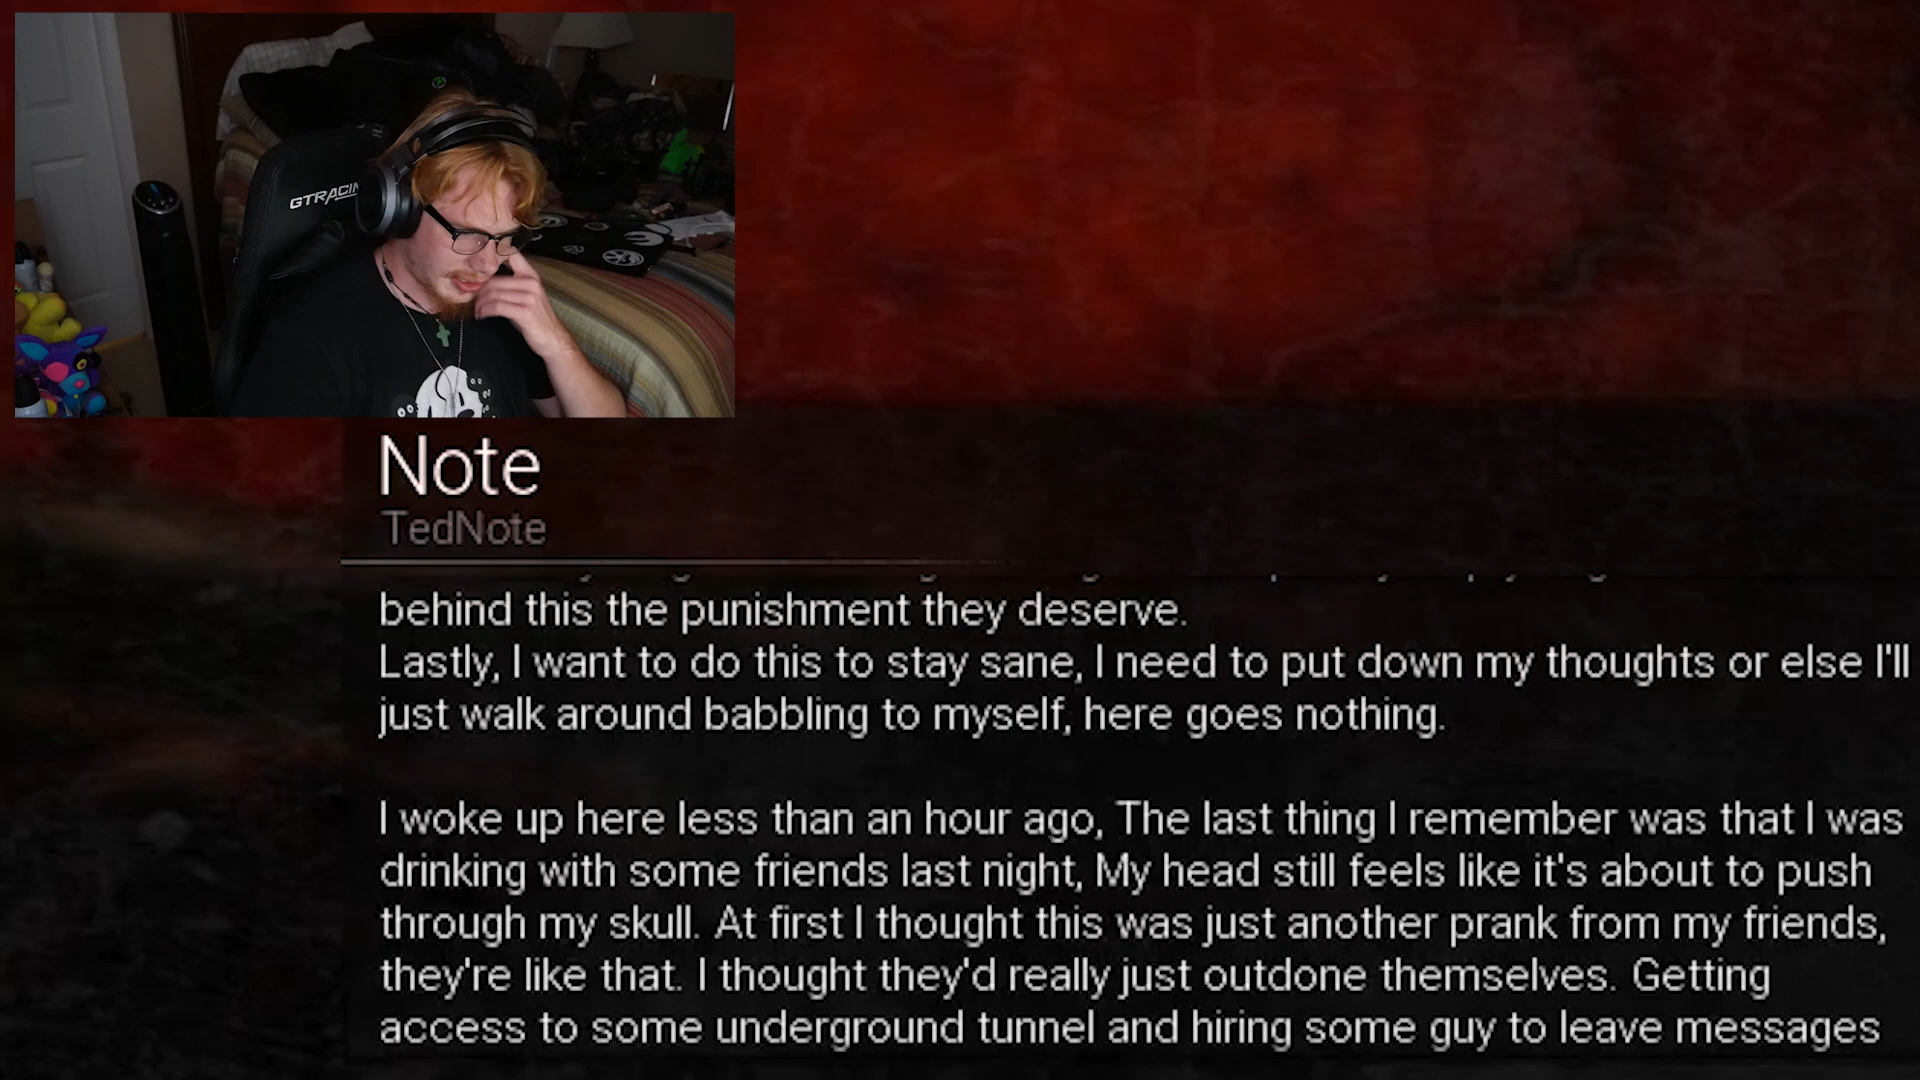 GTRACIN
Note
TedNote
behind this the punishment they deserve.
Lastly, I want to do this to stay sane, I need to put down my thoughts or else I'll
just walk around babbling to myself, here goes nothing.
I woke up here less than an hour ago, The last thing I remember was that I was
drinking with some friends last night, My head still feels like it's about to push
through my skull. At first I thought this was just another prank from my friends,
they're like that. I thought they'd really just outdone themselves. Getting
access to some underground tunnel and hiring some guy to leave messages